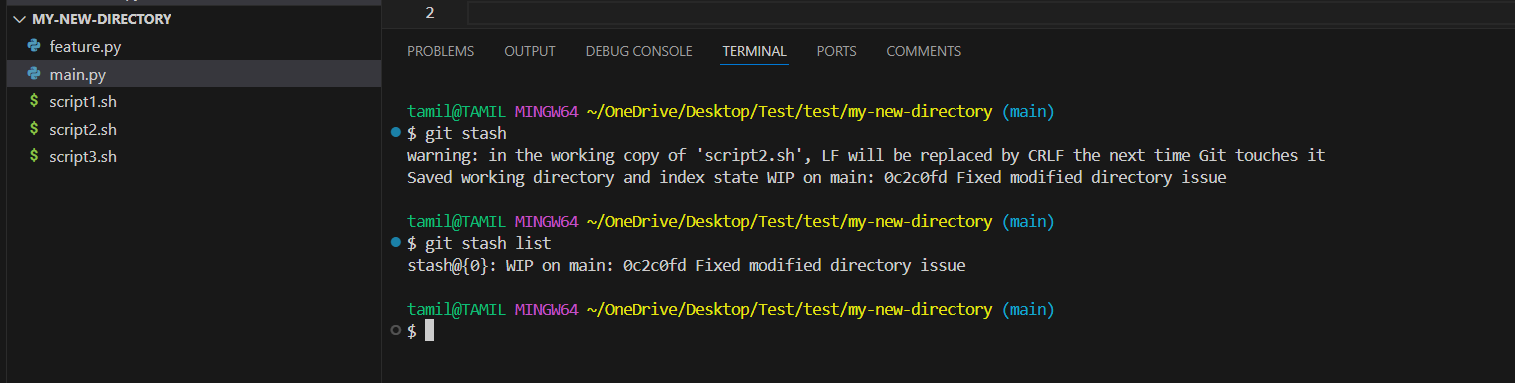 MY-NEW-DIRECTORY
feature.py
main.py
$ script1.sh
$ script2.sh
$ script3.sh
2
PROBLEMS OUTPUT DEBUG CONSOLE TERMINAL PORTS COMMENTS
tamil@TAMIL MINGW64 ~/OneDrive/Desktop/Test/test/my-new-directory (main)
$ git stash
warning: in the working copy of 'script2.sh', LF will be replaced by CRLF the next time Git touches it
Saved working directory and index state WIP on main: 0c2c0fd Fixed modified directory issue
tamil@TAMIL MINGW64 ~/OneDrive/Desktop/Test/test/my-new-directory (main)
$ git stash list
stash@{0}: WIP on main: 0c2c0fd Fixed modified directory issue
tamil@TAMIL MINGW64 ~/OneDrive/Desktop/Test/test/my-new-directory (main)
$